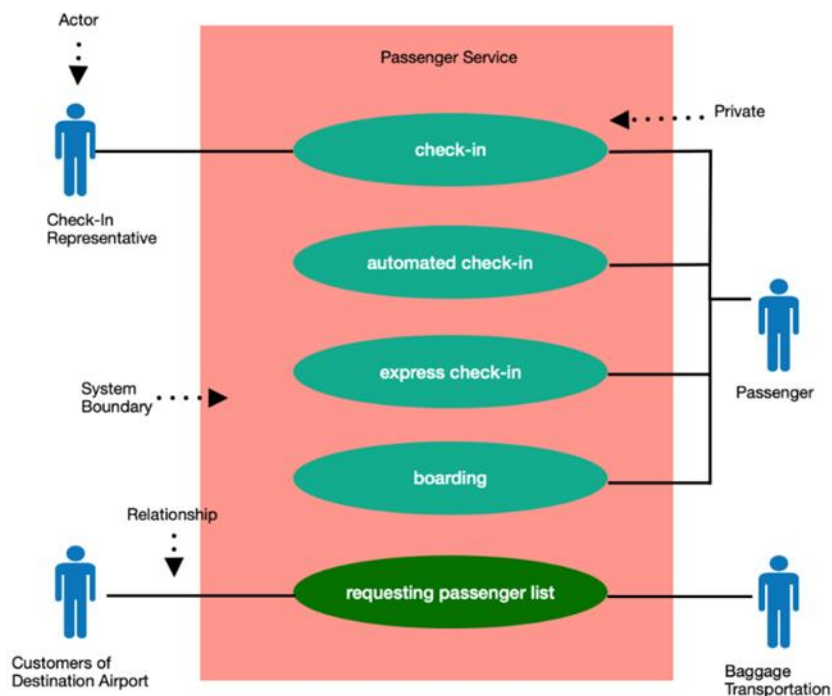 Actor
Passenger Service
Private
check-in
Check-In
Representative
automated check-in
express check-in
System
Boundary
Passenger
boarding
Relationship
requesting passenger list
Customers of
Destination Airport
Baggage
Transportation